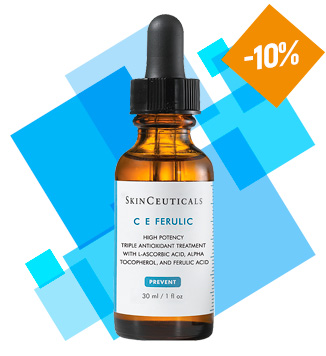 -10%
SKINCEUTICALS
C E FERULIC
HIGH POTENCY
TRIPLE ANTIOXIDANT TREATMENT
WITH L-ASCORBIC ACID, ALPHA
TOCOPHEROL, AND FERULIC ACID
PREVENT
30 ml / 1 fl oz